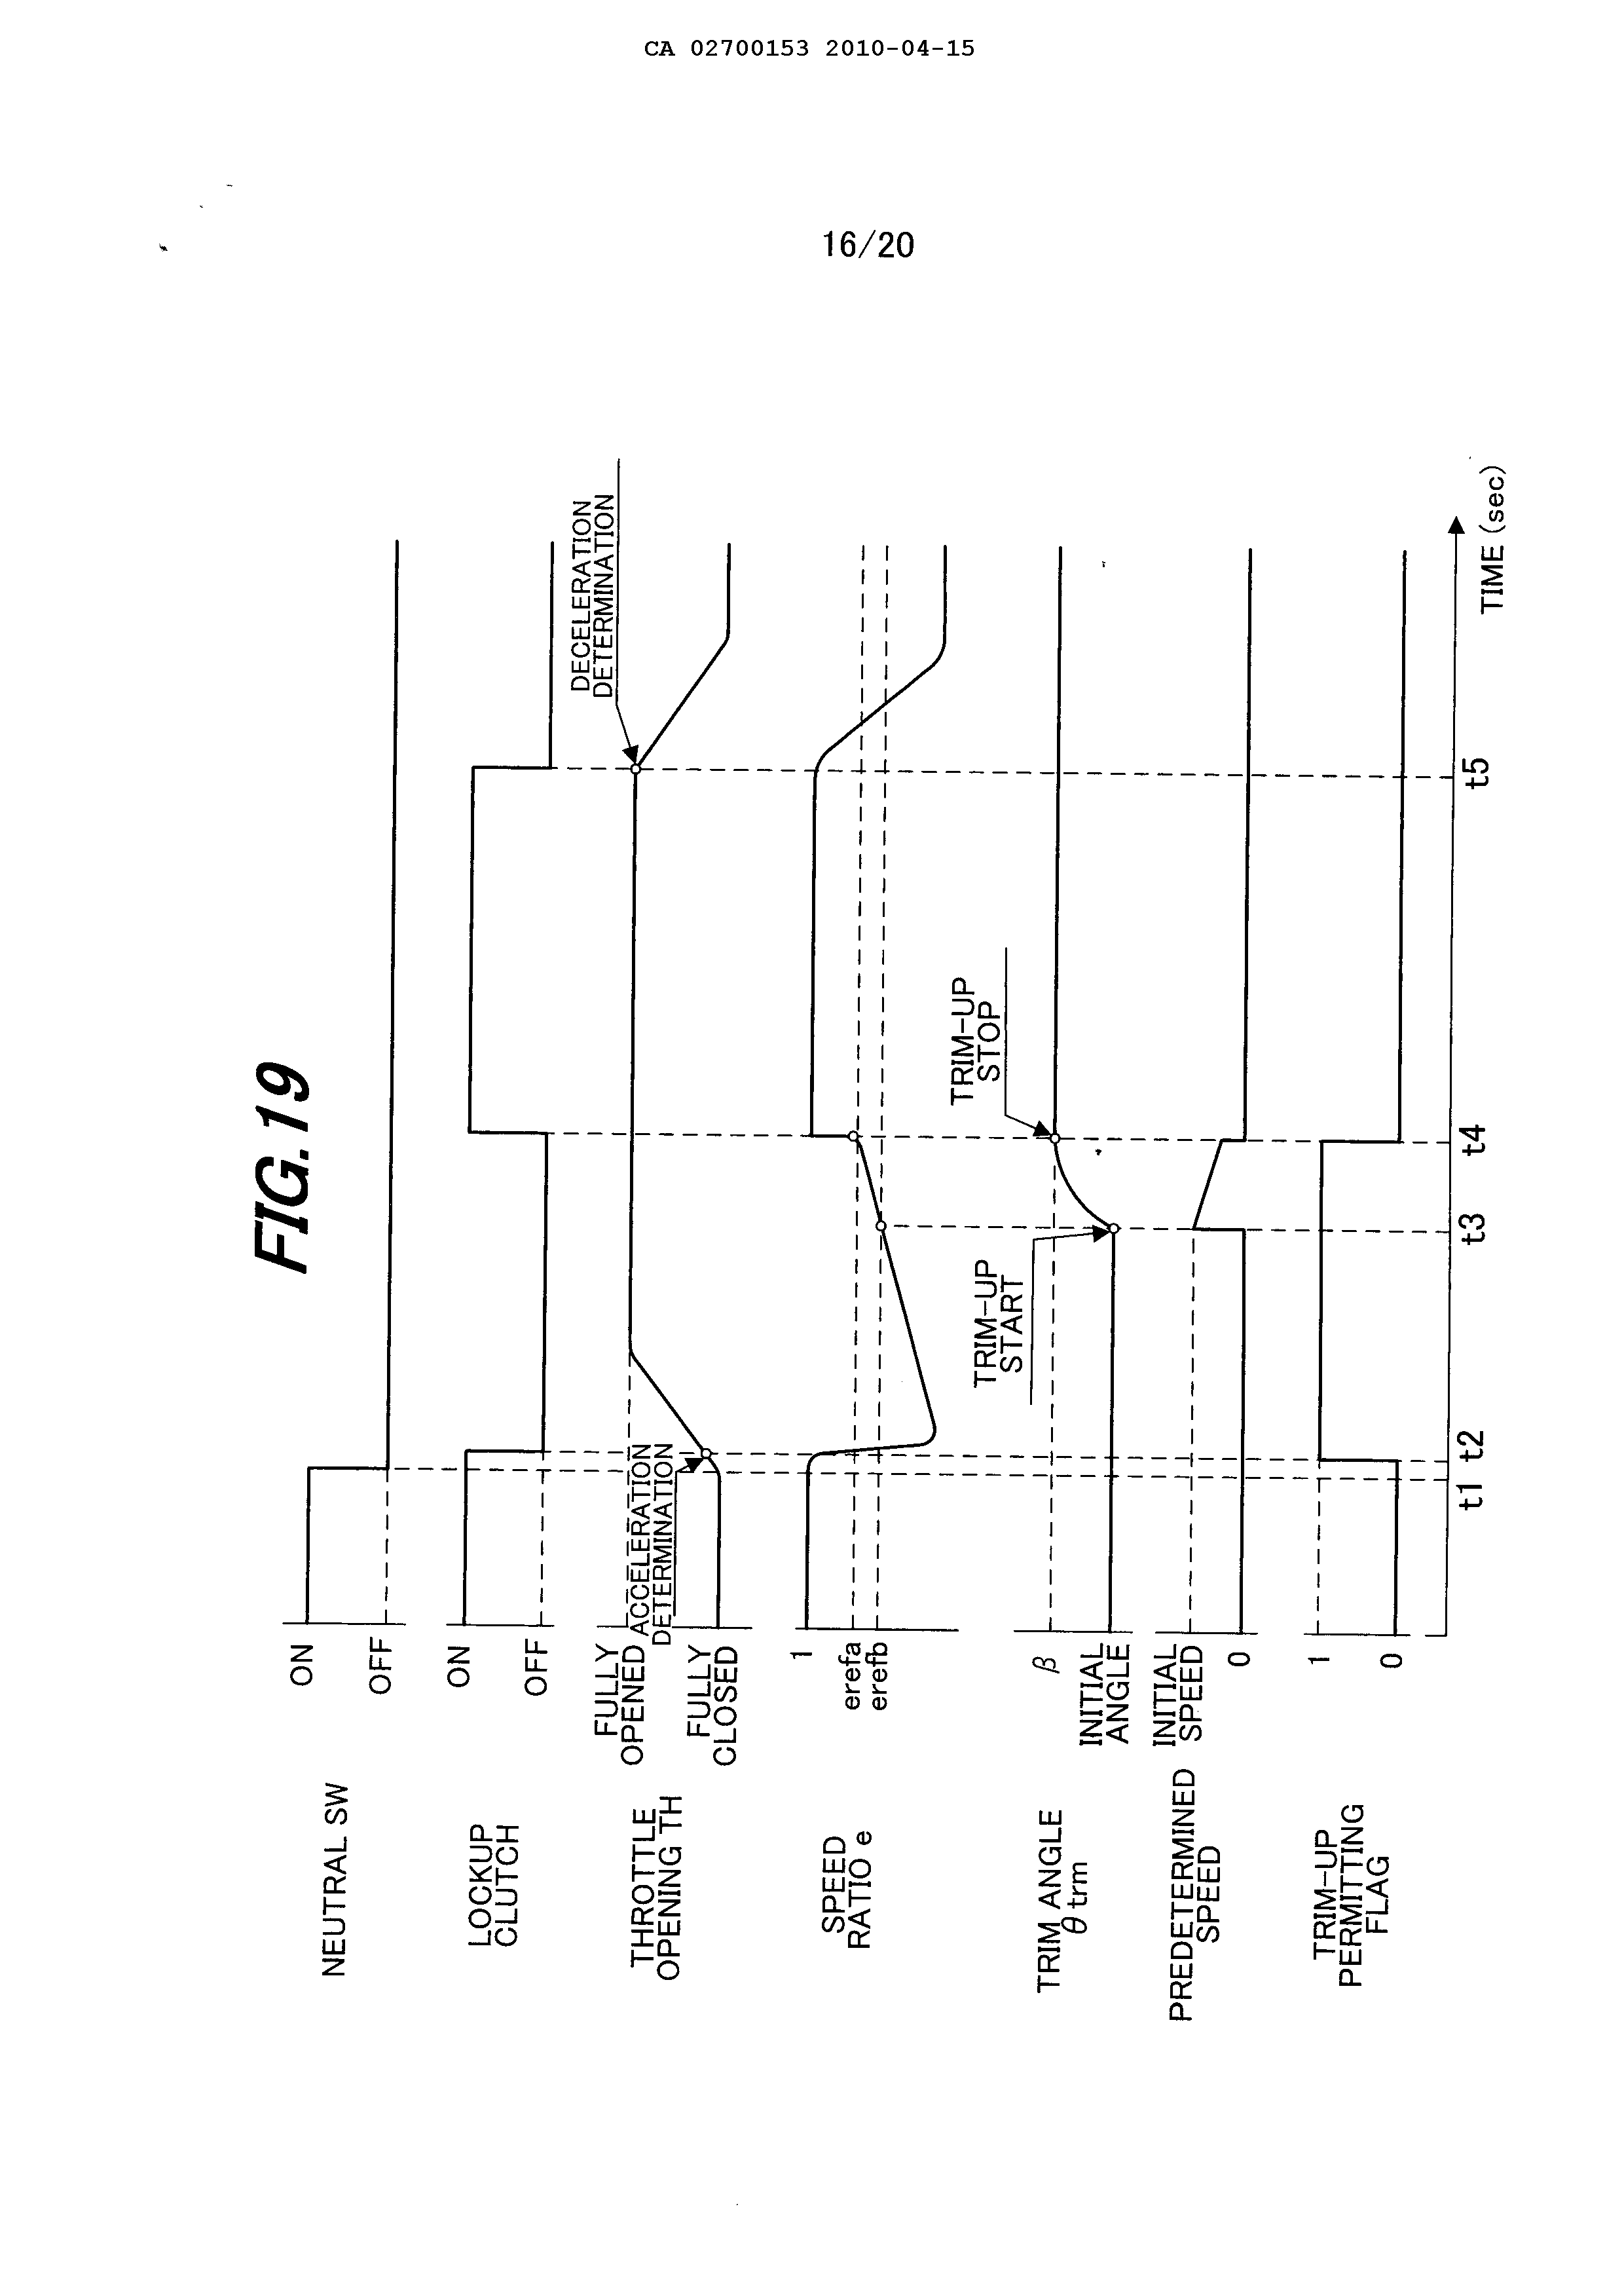 CA 02700153 2010-04-15
16/20
FIG. 19
NEUTRAL SW
ON
OFF
LOCKUP
CLUTCH
ON
OFF
THROTTLE
OPENING TH
FULLY
OPENED
FULLY
CLOSED
ACCELERATION
DETERMINATION
DECELERATION
DETERMINATION
SPEED
RATIO e
1
erefa
erefb
TRIM ANGLE
θ trm
β
INITIAL
ANGLE
TRIM-UP
START
TRIM-UP
STOP
PREDETERMINED
SPEED
INITIAL
SPEED
0
TRIM-UP
PERMITTING
FLAG
1
0
t1 t2 t3 t4 t5
TIME (sec)